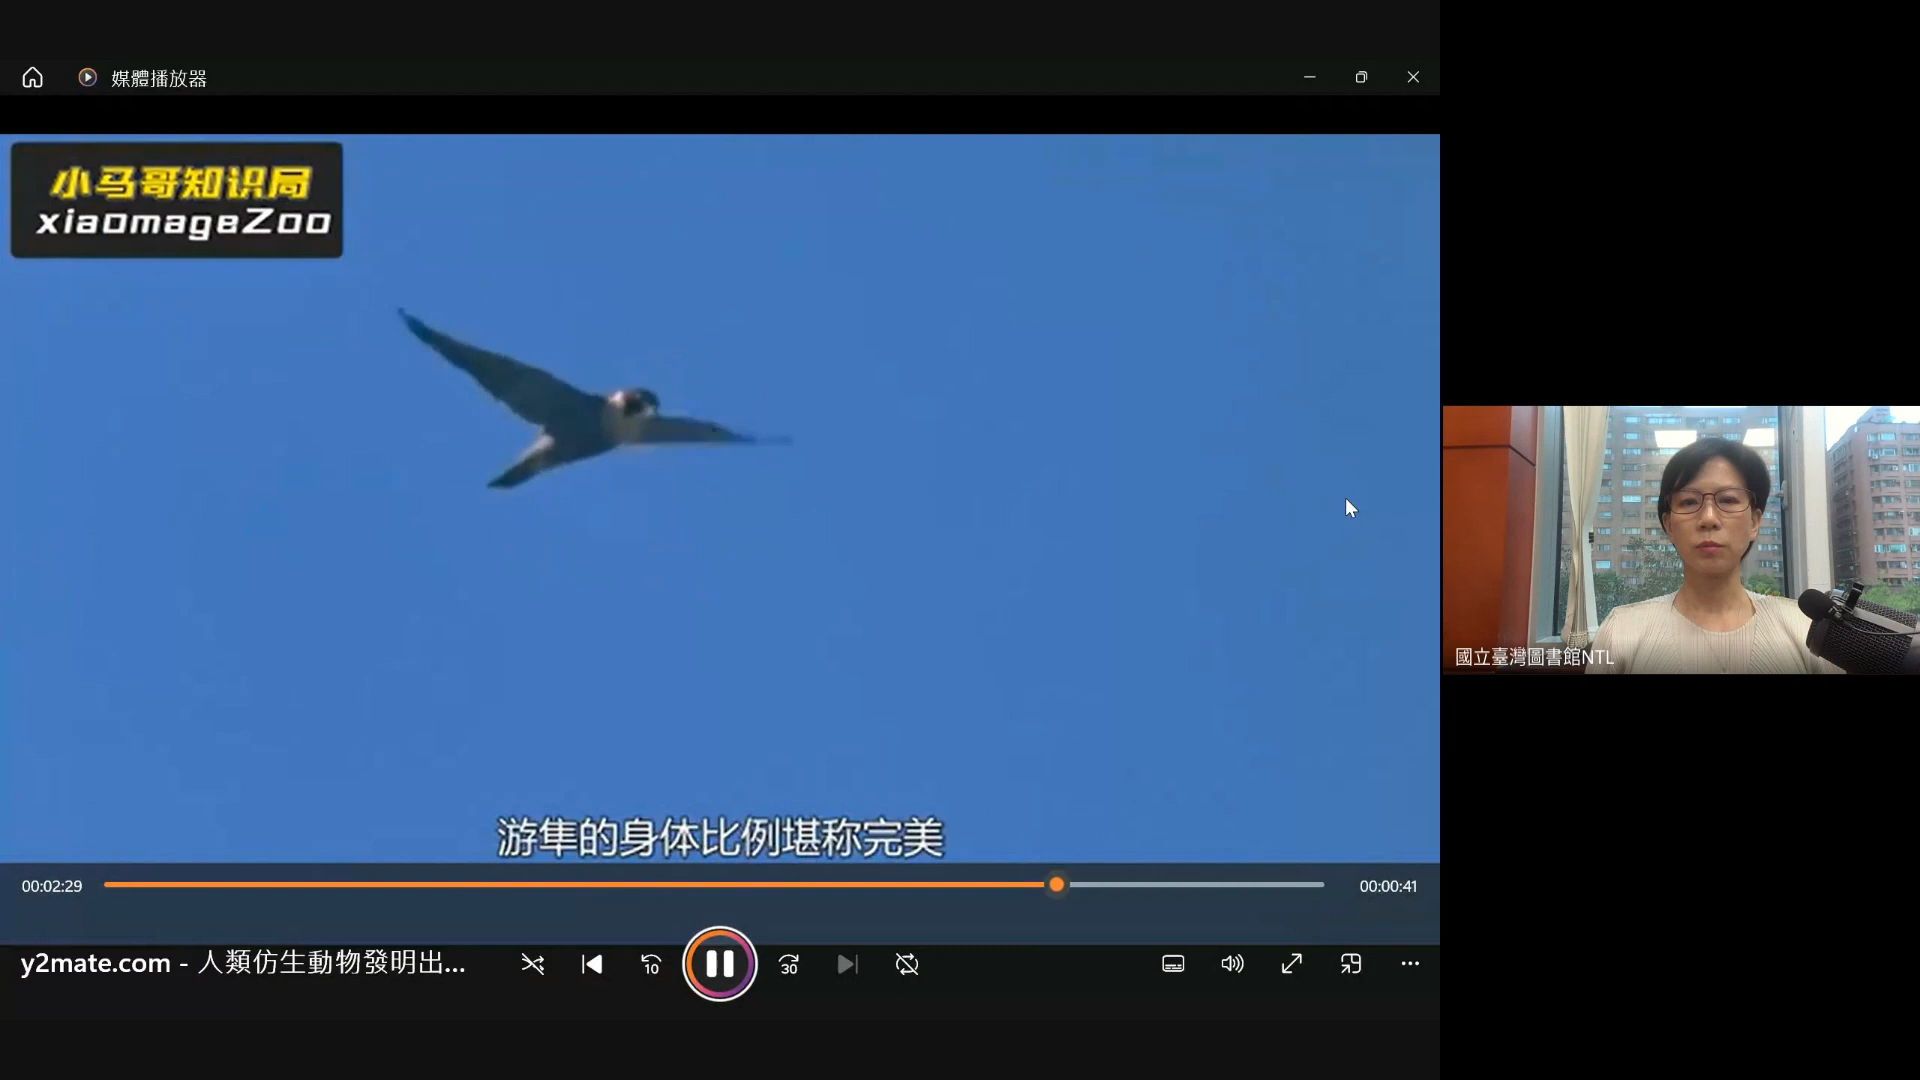 媒體播放器
小马哥知识局
xiaomageZoo
游隼的身体比例堪称完美
00:02:29
00:00:41
y2mate.com - 人類仿生動物發明出...
10
30
國立臺灣圖書館NTL